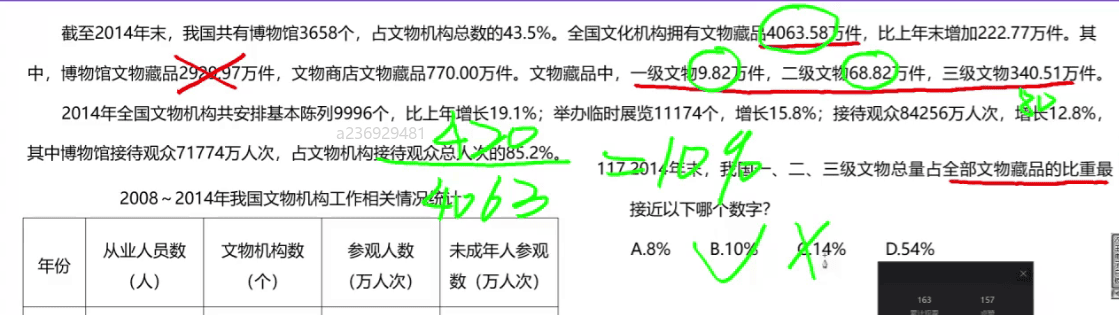 截至2014年末，我国共有博物馆3658个，占文物机构总数的43.5%。全国文化机构拥有文物藏品4063.58万件，比上年末增加222.77万件。其
中，博物馆文物藏品2929.97万件，文物商店文物藏品770.00万件。文物藏品中，一级文物9.82万件，二级文物68.82万件，三级文物340.51万件。
80
2014年全国文物机构共安排基本陈列9996个，比上年增长19.1%；举办临时展览11174个，增长15.8%；接待观众84256万人次，增长12.8%，
a236929481
其中博物馆接待观众71774万人次，占文物机构接待观众总人次的85.2%。
420
4063
=10%
117.2014年末，我国一、二、三级文物总量占全部文物藏品的比重最
接近以下哪个数字？
A.8% B.10% C.14% D.54%
2008～2014年我国文物机构工作相关情况统计
年份 从业人员数（人） 文物机构数（个） 参观人数（万人次） 未成年人参观数（万人次）
163 157